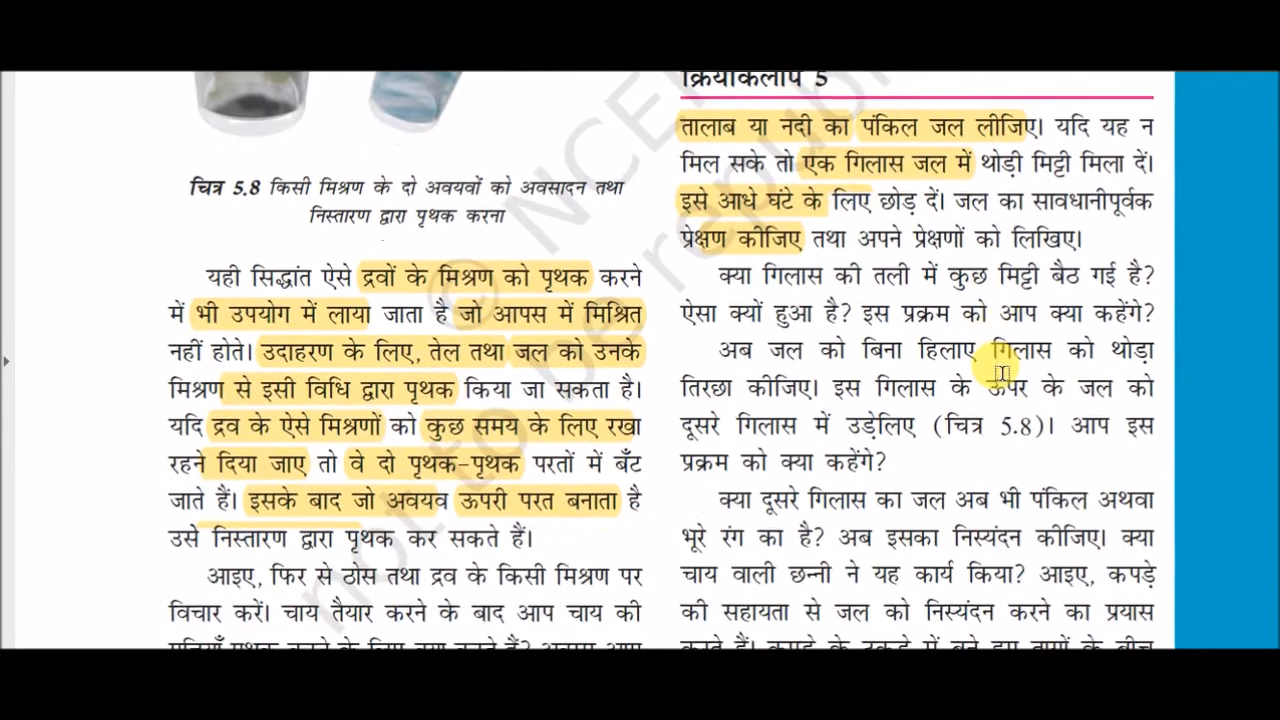 चित्र 5.8 किसी मिश्रण के दो अवयवों को अवसादन तथा
निस्तारण द्वारा पृथक करना
यही सिद्धांत ऐसे द्रवों के मिश्रण को पृथक करने
में भी उपयोग में लाया जाता है जो आपस में मिश्रित
नहीं होते। उदाहरण के लिए, तेल तथा जल को उनके
मिश्रण से इसी विधि द्वारा पृथक किया जा सकता है।
यदि द्रव के ऐसे मिश्रणों को कुछ समय के लिए रखा
रहने दिया जाए तो वे दो पृथक-पृथक परतों में बँट
जाते हैं। इसके बाद जो अवयव ऊपरी परत बनाता है
उसे निस्तारण द्वारा पृथक कर सकते हैं।
आइए, फिर से ठोस तथा द्रव के किसी मिश्रण पर
विचार करें। चाय तैयार करने के बाद आप चाय की
क्रियाकलाप 5
तालाब या नदी का पंकिल जल लीजिए। यदि यह न
मिल सके तो एक गिलास जल में थोड़ी मिट्टी मिला दें।
इसे आधे घंटे के लिए छोड़ दें। जल का सावधानीपूर्वक
प्रेक्षण कीजिए तथा अपने प्रेक्षणों को लिखिए।
क्या गिलास की तली में कुछ मिट्टी बैठ गई है?
ऐसा क्यों हुआ है? इस प्रक्रम को आप क्या कहेंगे?
अब जल को बिना हिलाए गिलास को थोड़ा
तिरछा कीजिए। इस गिलास के ऊपर के जल को
दूसरे गिलास में उड़ेलिए (चित्र 5.8)। आप इस
प्रक्रम को क्या कहेंगे?
क्या दूसरे गिलास का जल अब भी पंकिल अथवा
भूरे रंग का है? अब इसका निस्यंदन कीजिए। क्या
चाय वाली छन्नी ने यह कार्य किया? आइए, कपड़े
की सहायता से जल को निस्यंदन करने का प्रयास
© NCE
not to be republ